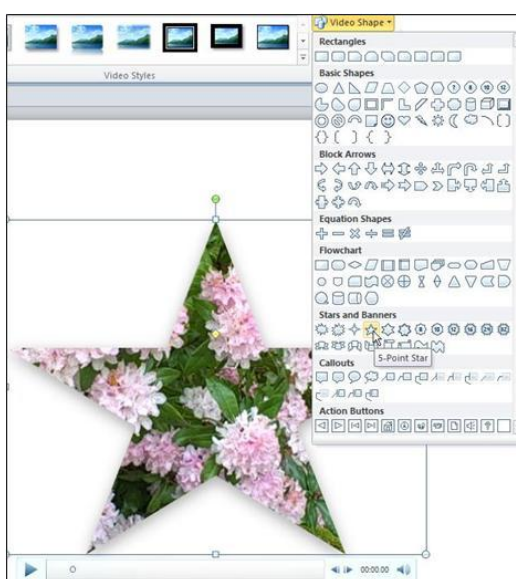 Video Shape
Video Styles
Rectangles
Basic Shapes
Block Arrows
Equation Shapes
Flowchart
Stars and Banners
5-Point Star
Callouts
Action Buttons
00:00.00